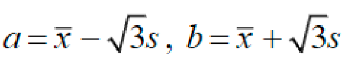 a = x̄ − √3s , b = x̄ + √3s